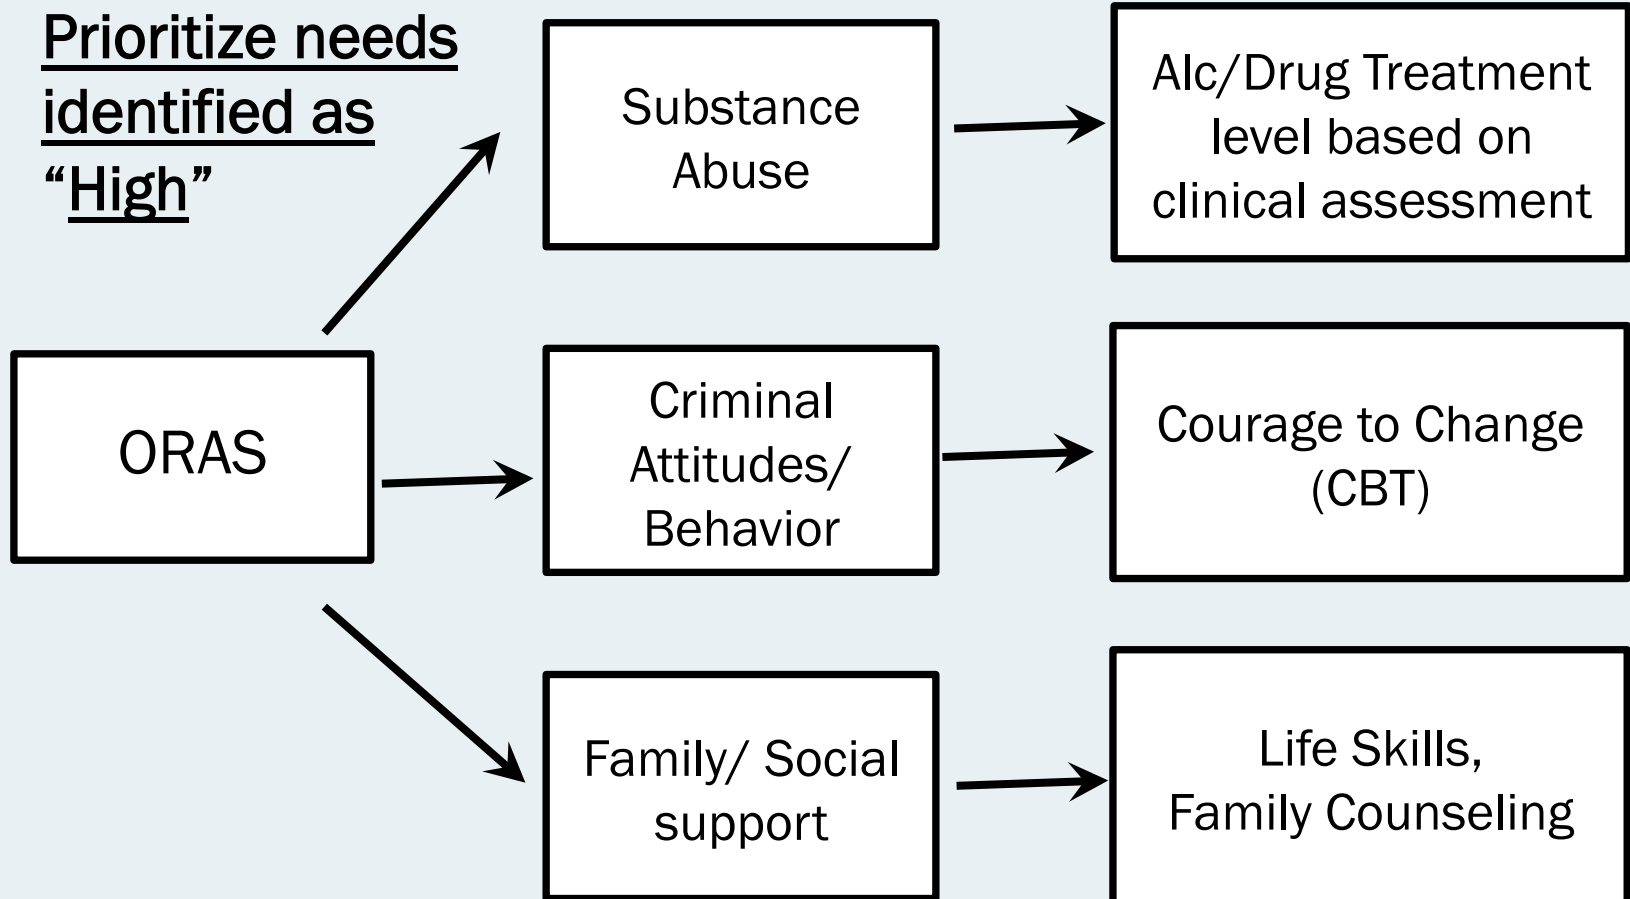 Prioritize needs
identified as
“High”
Substance
Abuse
Alc/Drug Treatment
level based on
clinical assessment
ORAS
Criminal
Attitudes/
Behavior
Courage to Change
(CBT)
Family/ Social
support
Life Skills,
Family Counseling